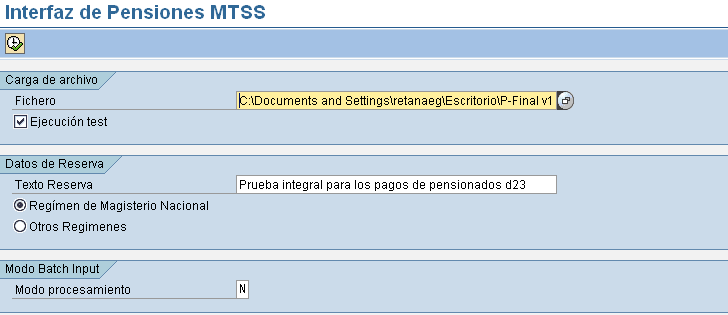 Interfaz de Pensiones MTSS
Carga de archivo
Fichero C:\Documents and Settings\retanaeg\Escritorio\P-Final v1
Ejecución test
Datos de Reserva
Texto Reserva Prueba integral para los pagos de pensionados d23
Regímen de Magisterio Nacional
Otros Regimenes
Modo Batch Input
Modo procesamiento N